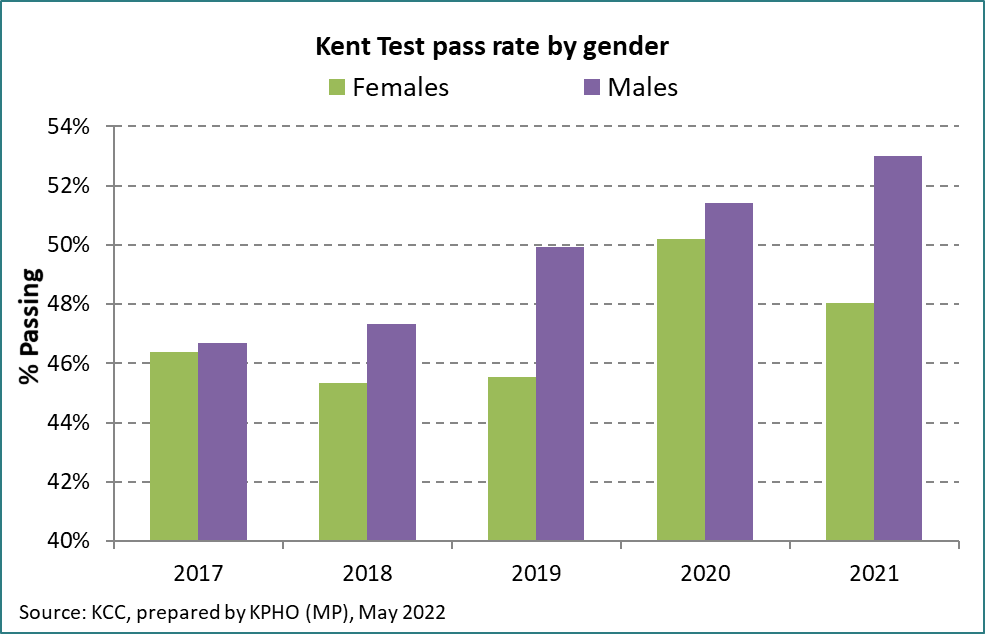 Kent Test pass rate by gender
Females Males
54%
52%
50%
48%
46%
44%
42%
40%
% Passing
2017 2018 2019 2020 2021
Source: KCC, prepared by KPHO (MP), May 2022